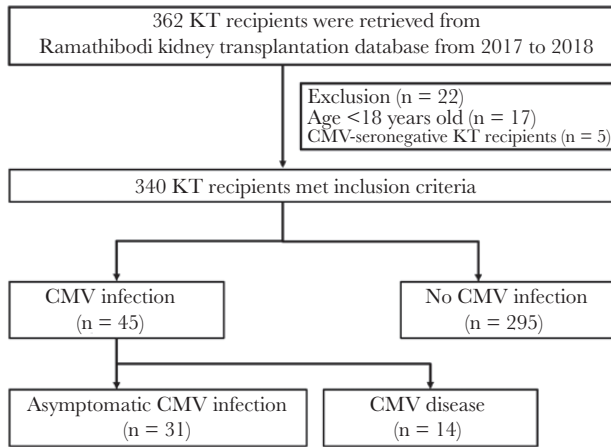 362 KT recipients were retrieved from
Ramathibodi kidney transplantation database from 2017 to 2018
Exclusion (n = 22)
Age <18 years old (n = 17)
CMV-seronegative KT recipients (n = 5)
340 KT recipients met inclusion criteria
CMV infection
(n = 45)
No CMV infection
(n = 295)
Asymptomatic CMV infection
(n = 31)
CMV disease
(n = 14)